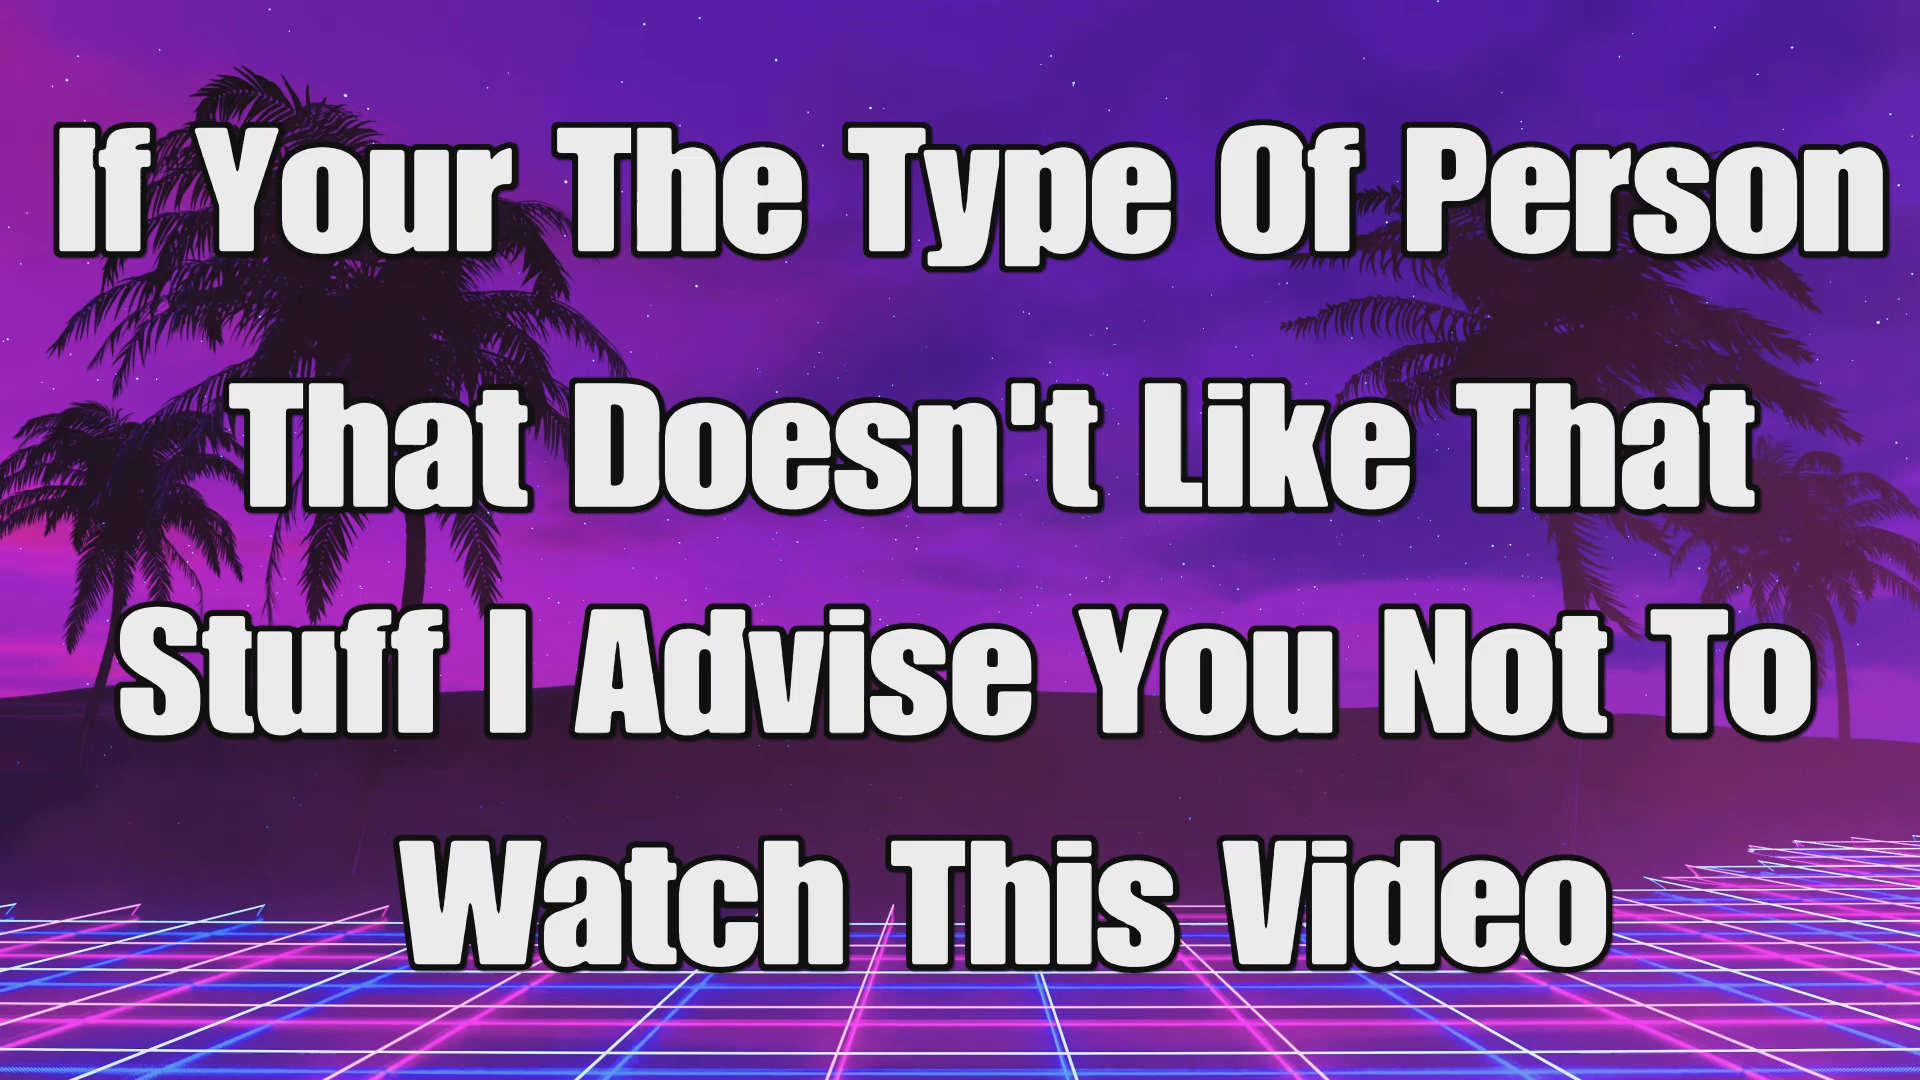 If Your The Type Of Person
That Doesn't Like That
Stuff I Advise You Not To
Watch This Video